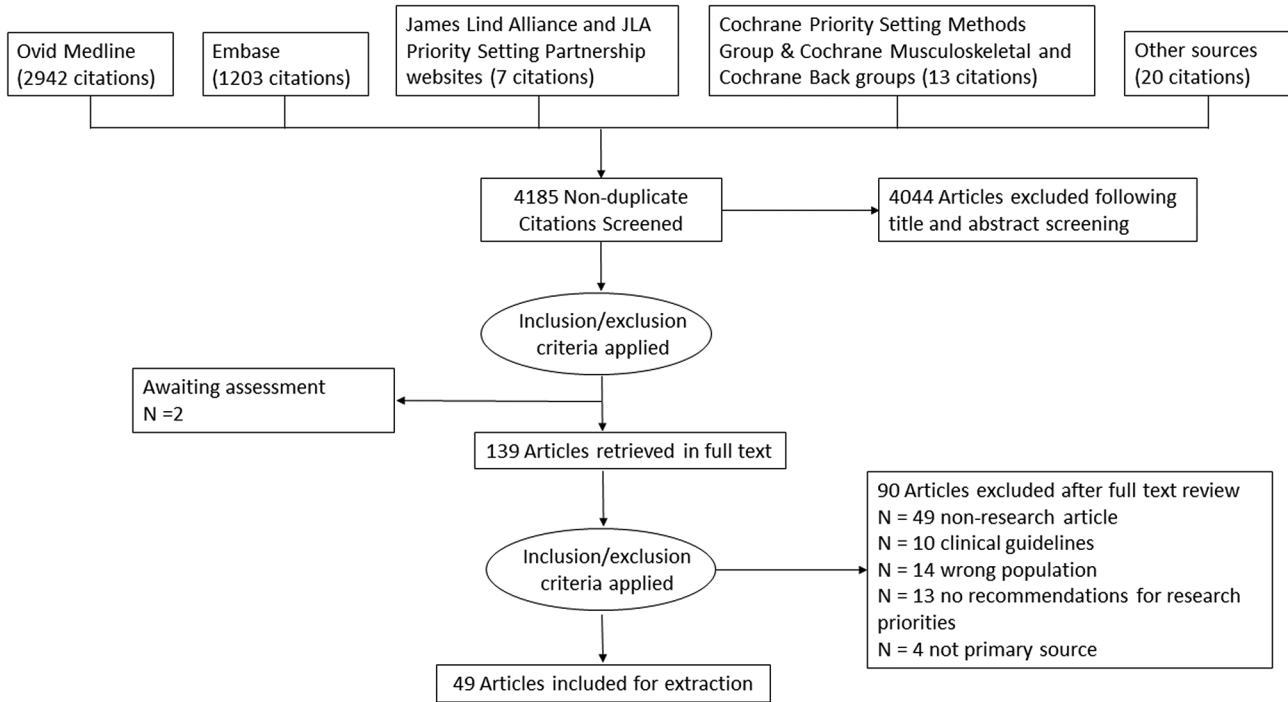 Ovid Medline
(2942 citations)
Embase
(1203 citations)
James Lind Alliance and JLA
Priority Setting Partnership
websites (7 citations)
Cochrane Priority Setting Methods
Group & Cochrane Musculoskeletal and
Cochrane Back groups (13 citations)
Other sources
(20 citations)
4185 Non-duplicate
Citations Screened
4044 Articles excluded following
title and abstract screening
Inclusion/exclusion
criteria applied
Awaiting assessment
N =2
139 Articles retrieved in full text
90 Articles excluded after full text review
N = 49 non-research article
N = 10 clinical guidelines
N = 14 wrong population
N = 13 no recommendations for research
priorities
N = 4 not primary source
Inclusion/exclusion
criteria applied
49 Articles included for extraction